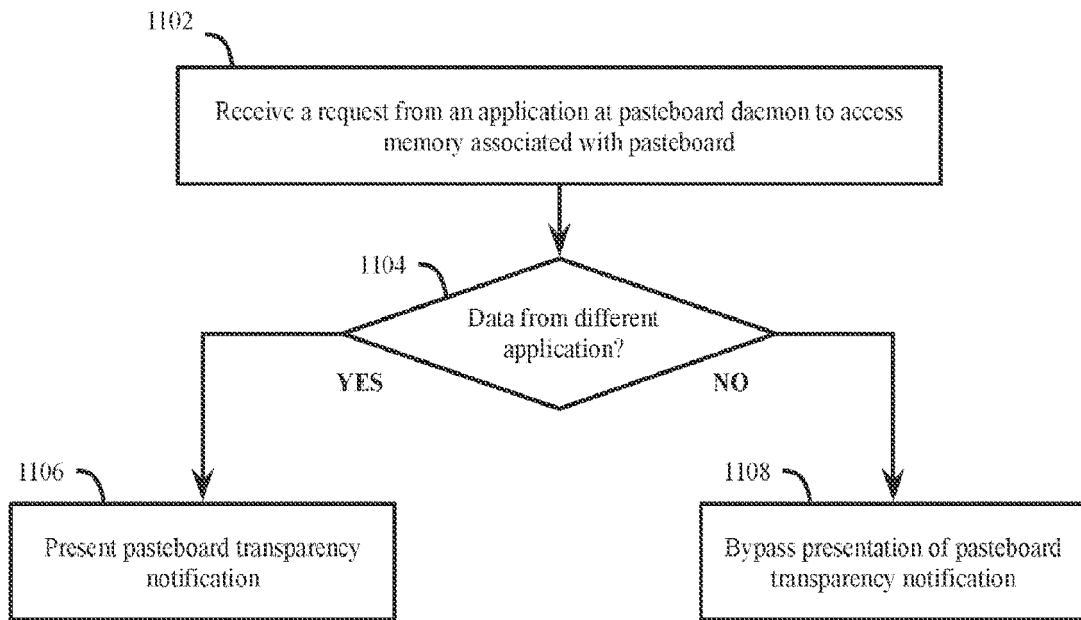 1102
Receive a request from an application at pasteboard daemon to access
memory associated with pasteboard
1104
Data from different
application?
YES
NO
1106
Present pasteboard transparency
notification
1108
Bypass presentation of pasteboard
transparency notification